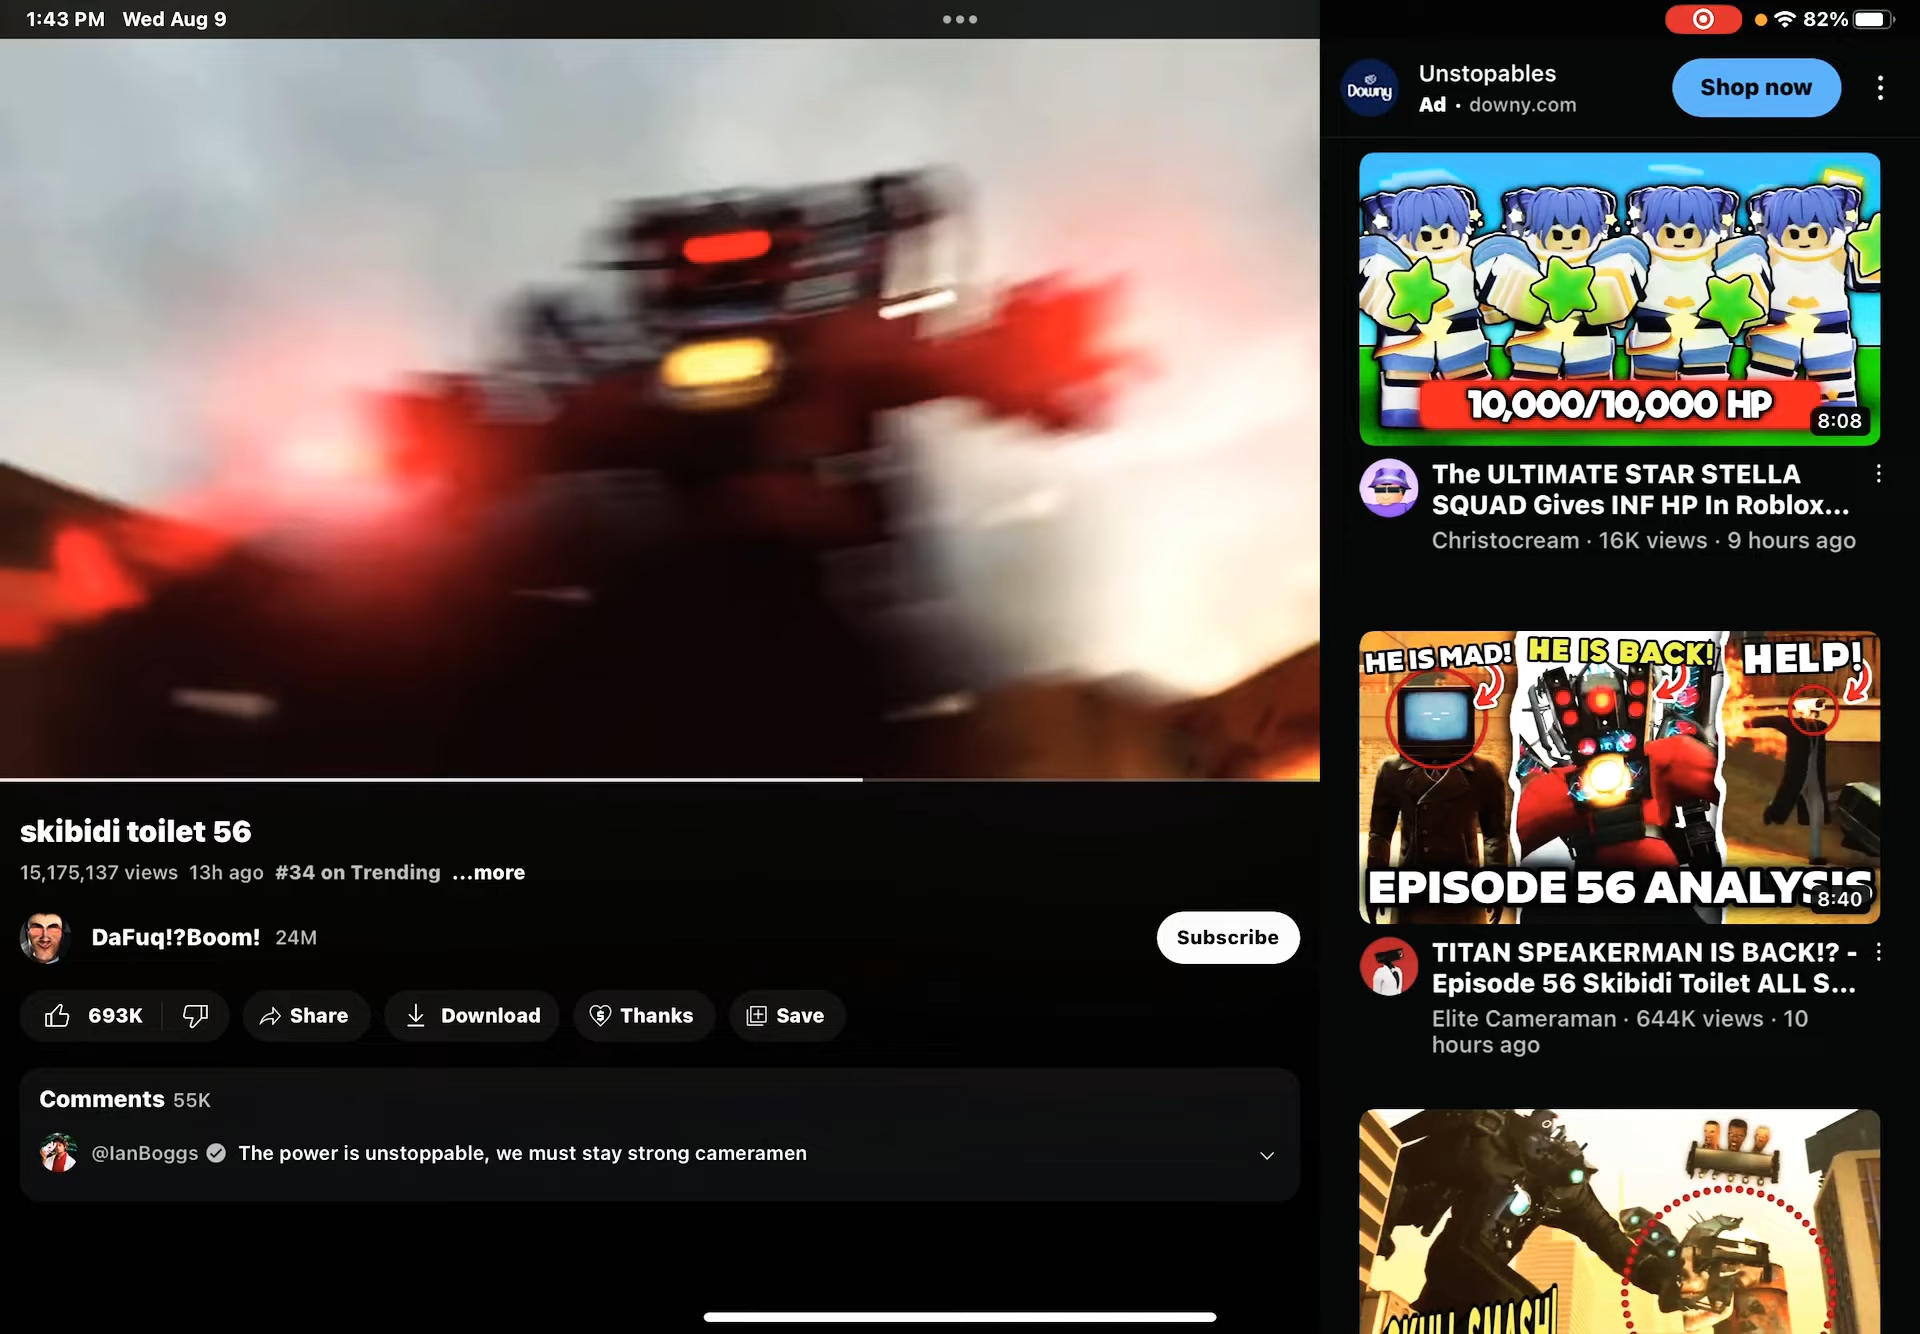 1:43 PM Wed Aug 9
82%
skibidi toilet 56
15,175,137 views 13h ago #34 on Trending ...more
DaFuq!?Boom! 24M
Subscribe
693K
Share
Download
Thanks
Save
Comments 55K
@IanBoggs The power is unstoppable, we must stay strong cameramen
Downy
Unstopables
Ad · downy.com
Shop now
10,000/10,000 HP
8:08
The ULTIMATE STAR STELLA
SQUAD Gives INF HP In Roblox...
Christocream · 16K views · 9 hours ago
HE IS MAD!
HE IS BACK!
HELP!
EPISODE 56 ANALYSIS
8:40
TITAN SPEAKERMAN IS BACK!? -
Episode 56 Skibidi Toilet ALL S...
Elite Cameraman · 644K views · 10
hours ago
SMASH!